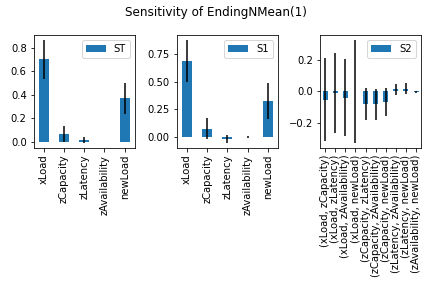 Sensitivity of EndingNMean(1)
ST
0.8
0.6
0.4
0.2
0.0
xLoad
zCapacity
zLatency
zAvailability
newLoad
S1
0.75
0.50
0.25
0.00
xLoad
zCapacity
zLatency
zAvailability
newLoad
S2
0.2
0.0
−0.2
(xLoad, zCapacity)
(xLoad, zLatency)
(xLoad, zAvailability)
(xLoad, newLoad)
(zCapacity, zLatency)
(zCapacity, zAvailability)
(zCapacity, newLoad)
(zLatency, zAvailability)
(zLatency, newLoad)
(zAvailability, newLoad)